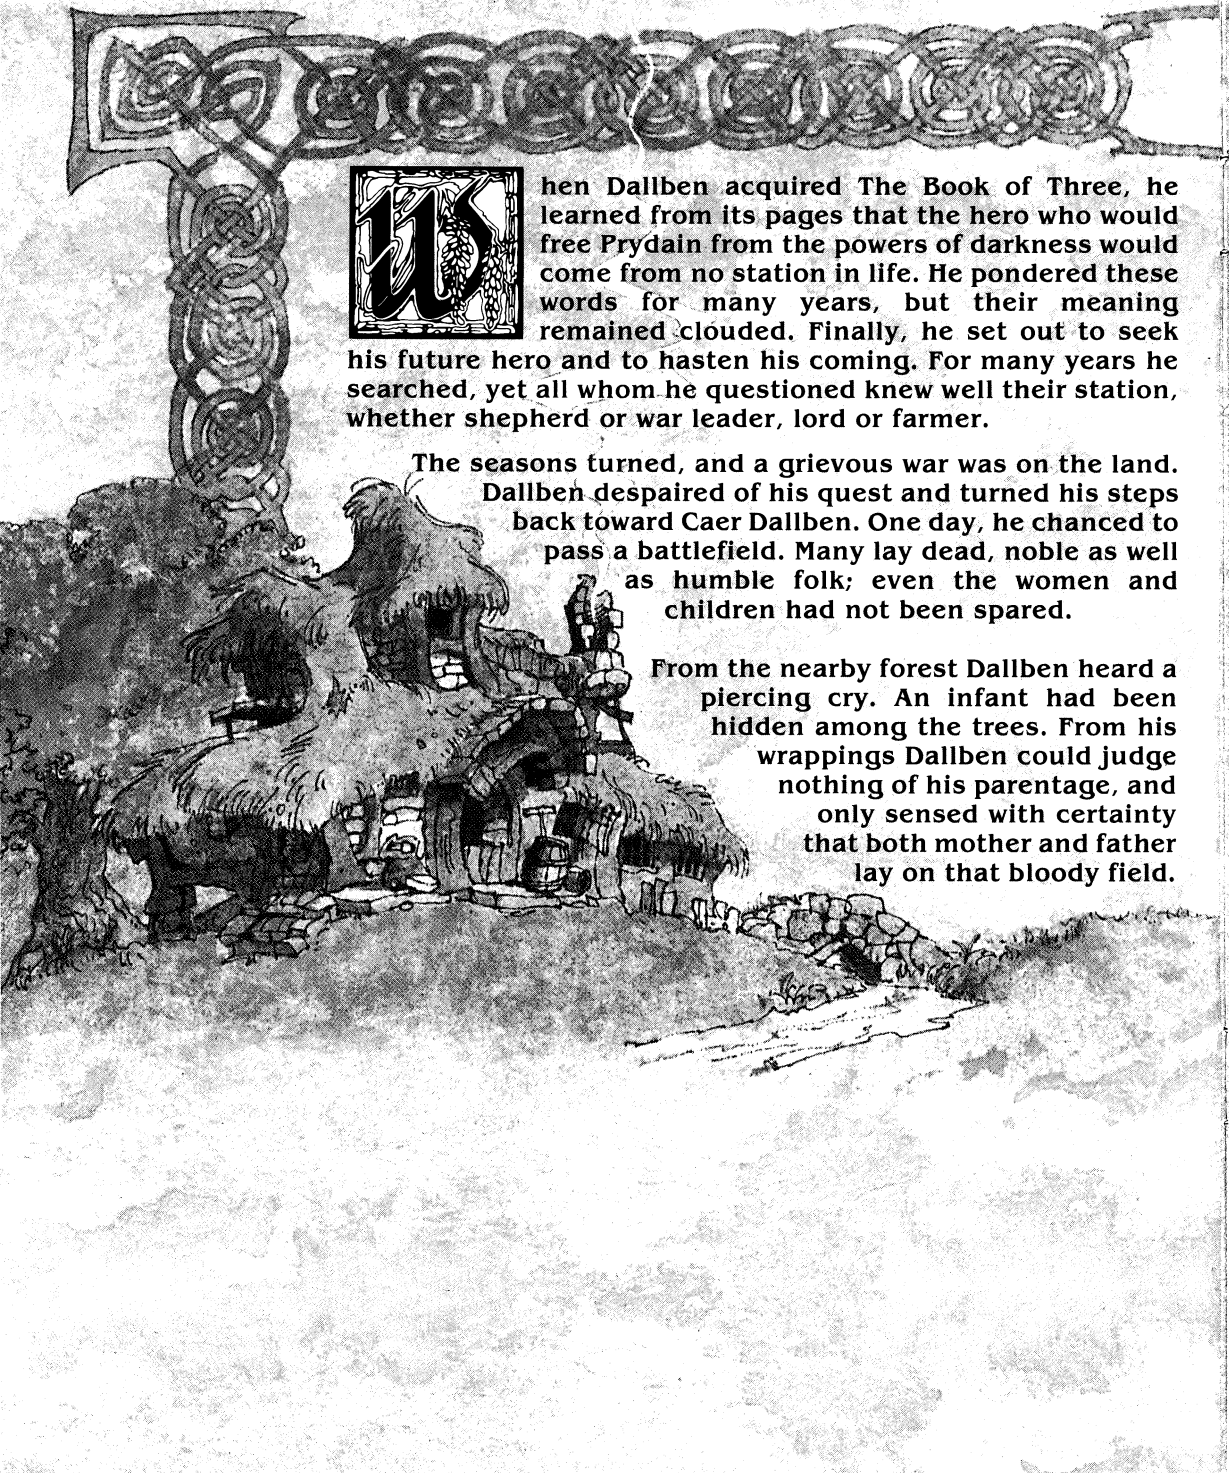 When Dallben acquired The Book of Three, he
learned from its pages that the hero who would
free Prydain from the powers of darkness would
come from no station in life. He pondered these
words for many years, but their meaning
remained clouded. Finally, he set out to seek
his future hero and to hasten his coming. For many years he
searched, yet all whom he questioned knew well their station,
whether shepherd or war leader, lord or farmer.
The seasons turned, and a grievous war was on the land.
Dallben despaired of his quest and turned his steps
back toward Caer Dallben. One day, he chanced to
pass a battlefield. Many lay dead, noble as well
as humble folk; even the women and
children had not been spared.
From the nearby forest Dallben heard a
piercing cry. An infant had been
hidden among the trees. From his
wrappings Dallben could judge
nothing of his parentage, and
only sensed with certainty
that both mother and father
lay on that bloody field.